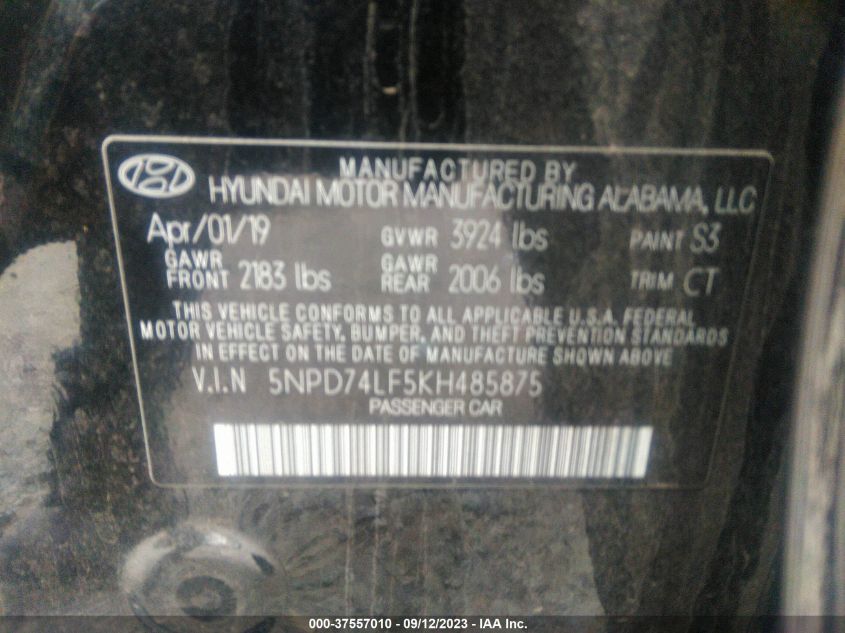 MANUFACTURED BY
HYUNDAI MOTOR MANUFACTURING ALABAMA, LLC
Apr/01/19 GVWR 3924 lbs PAINT S3
GAWR FRONT 2183 lbs GAWR REAR 2006 lbs TRIM CT
THIS VEHICLE CONFORMS TO ALL APPLICABLE U.S.A. FEDERAL
MOTOR VEHICLE SAFETY, BUMPER, AND THEFT PREVENTION STANDARDS
IN EFFECT ON THE DATE OF MANUFACTURE SHOWN ABOVE
V.I.N 5NPD74LF5KH485875
PASSENGER CAR
000-37557010 - 09/12/2023 - IAA Inc.